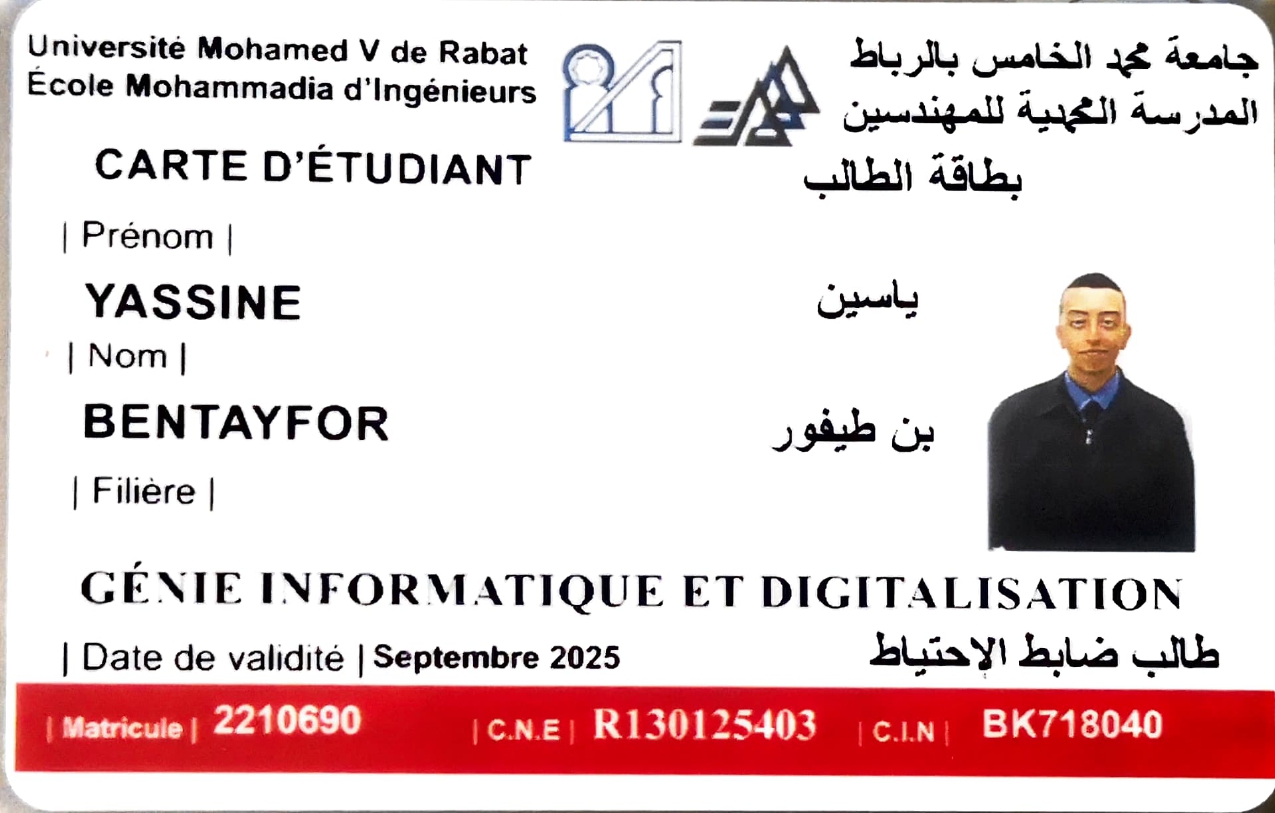 Université Mohamed V de Rabat
École Mohammadia d'Ingénieurs
جامعة محمد الخامس بالرباط
المدرسة المحمدية للمهندسين
CARTE D'ÉTUDIANT
بطاقة الطالب
| Prénom |
YASSINE
ياسين
| Nom |
BENTAYFOR
بن طيفور
| Filière |
GÉNIE INFORMATIQUE ET DIGITALISATION
| Date de validité | Septembre 2025
طالب ضابط الإحتياط
| Matricule | 2210690 | C.N.E | R130125403 | C.I.N | BK718040